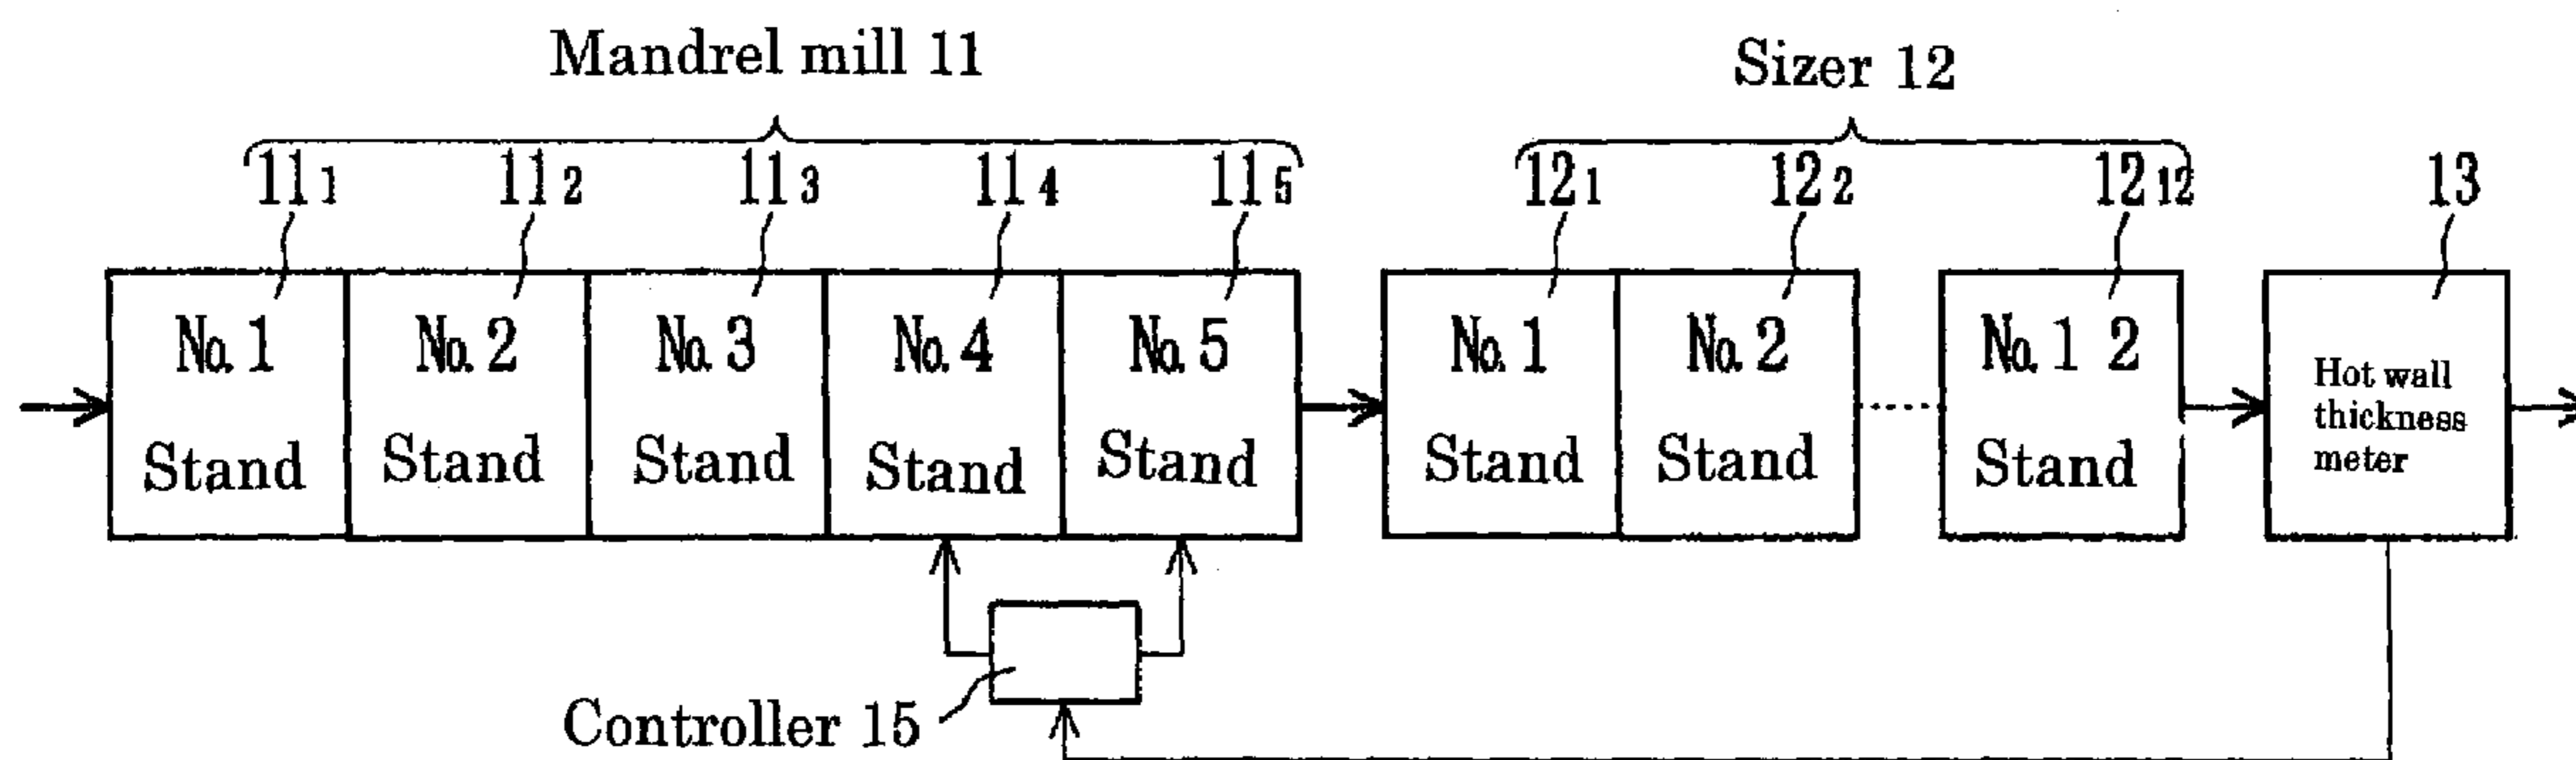 Mandrel mill 11
Sizer 12
11₁ 11₂ 11₃ 11₄ 11₅ 12₁ 12₂ 12₁₂ 13
No. 1 No. 2 No. 3 No. 4 No. 5 No. 1 No. 2 No. 1 2
Stand Stand Stand Stand Stand Stand Stand Stand
Hot wall
thickness
meter
Controller 15